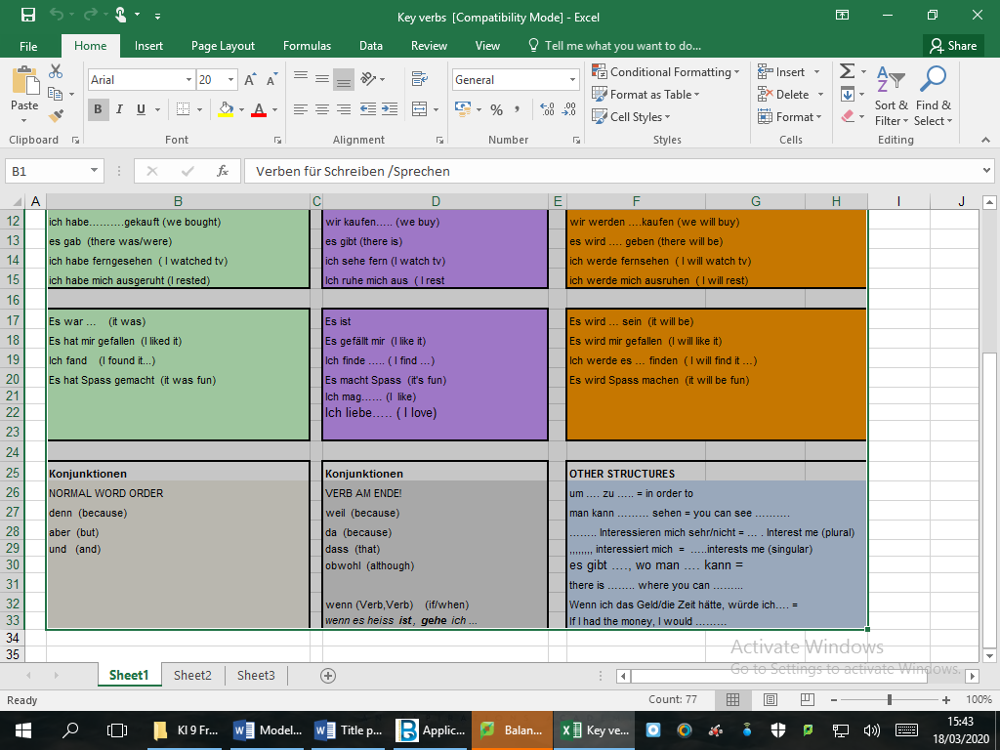 Key verbs [Compatibility Mode] - Excel
File Home Insert Page Layout Formulas Data Review View Tell me what you want to do... Share
Paste
Arial 20
General
B I U
% ,
Conditional Formatting
Format as Table
Cell Styles
Insert
Delete
Format
Sort & Filter
Find & Select
Clipboard Font Alignment Number Styles Cells Editing
B1 fx Verben für Schreiben /Sprechen
A B C D E F G H I J
12 ich habe……….gekauft (we bought) wir kaufen….. (we buy) wir werden ….kaufen (we will buy)
13 es gab (there was/were) es gibt (there is) es wird …. geben (there will be)
14 ich habe ferngesehen ( I watched tv) ich sehe fern (I watch tv) ich werde fernsehen ( I will watch tv)
15 ich habe mich ausgeruht (I rested) Ich ruhe mich aus ( I rest ich werde mich ausruhen ( I will rest)
16
17 Es war … (it was) Es ist Es wird … sein (it will be)
18 Es hat mir gefallen (I liked it) Es gefällt mir (I like it) Es wird mir gefallen (I will like it)
19 Ich fand (I found it...) Ich finde ….. ( I find …) Ich werde es … finden ( I will find it …)
20 Es hat Spass gemacht (it was fun) Es macht Spass (it's fun) Es wird Spass machen (it will be fun)
21 Ich mag…… (I like)
22 Ich liebe….. ( I love)
23
24
25 Konjunktionen Konjunktionen OTHER STRUCTURES
26 NORMAL WORD ORDER VERB AM ENDE! um …. zu ….. = in order to
27 denn (because) weil (because) man kann ……… sehen = you can see ……….
28 aber (but) da (because) …….. Interessieren mich sehr/nicht = … . Interest me (plural)
29 und (and) dass (that) ,,,,,,,, interessiert mich = …..interests me (singular)
30 obwohl (although) es gibt …., wo man …. kann =
31 there is …….. where you can ………
32 wenn (Verb,Verb) (if/when) Wenn ich das Geld/die Zeit hätte, würde ich…. =
33 wenn es heiss ist, gehe ich … If I had the money, I would ………
34
35
Activate Windows
Go to Settings to activate Windows.
Sheet1 Sheet2 Sheet3
Ready Count: 77 100%
KI 9 Fr... Model... Title p... Applic... Balan... Key ve... 15:43
18/03/2020